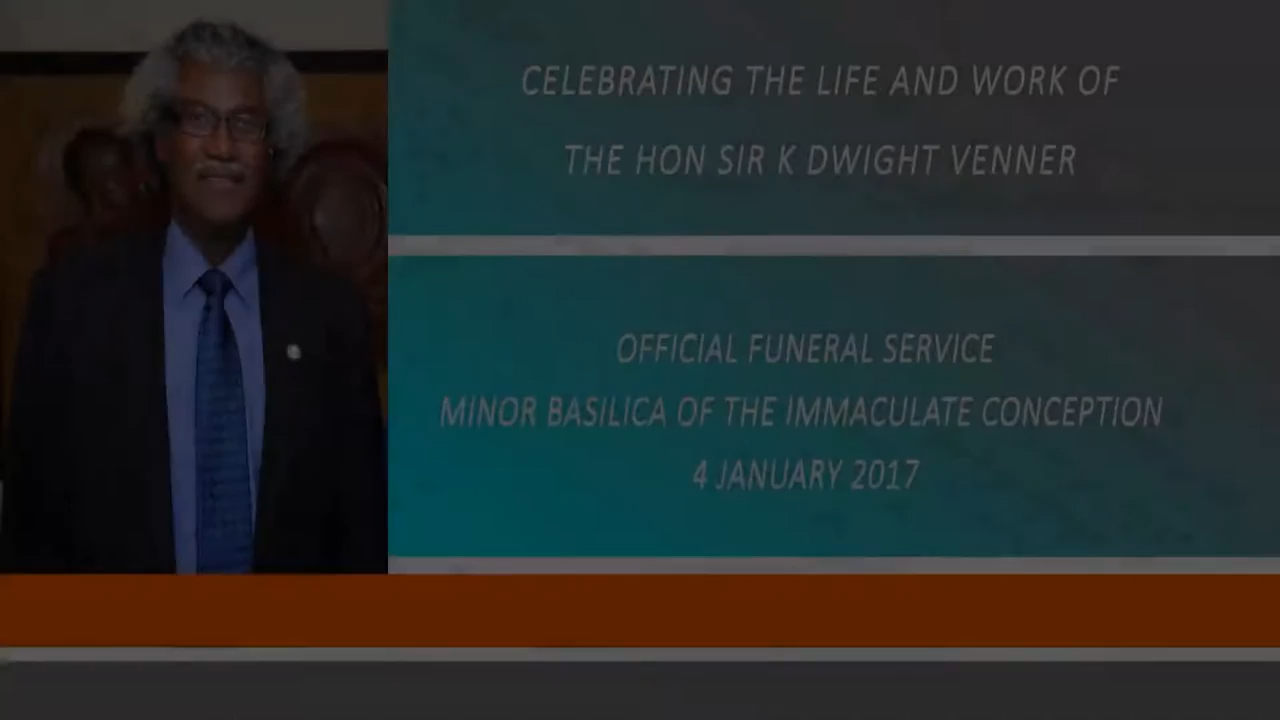 CELEBRATING THE LIFE AND WORK OF
THE HON SIR K DWIGHT VENNER
OFFICIAL FUNERAL SERVICE
MINOR BASILICA OF THE IMMACULATE CONCEPTION
4 JANUARY 2017